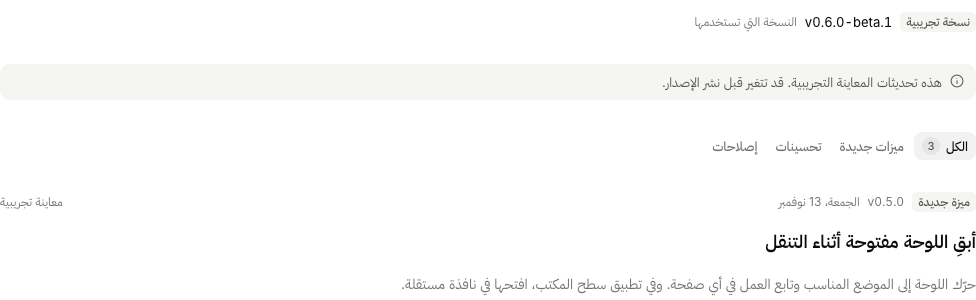 نسخة تجريبية v0.6.0-beta.1 النسخة التي تستخدمها
هذه تحديثات المعاينة التجريبية. قد تتغير قبل نشر الإصدار.
الكل 3 ميزات جديدة تحسينات إصلاحات
ميزة جديدة v0.5.0 الجمعة، 13 نوفمبر معاينة تجريبية
أبقِ اللوحة مفتوحة أثناء التنقل
حرّك اللوحة إلى الموضع المناسب وتابع العمل في أي صفحة. وفي تطبيق سطح المكتب، افتحها في نافذة مستقلة.